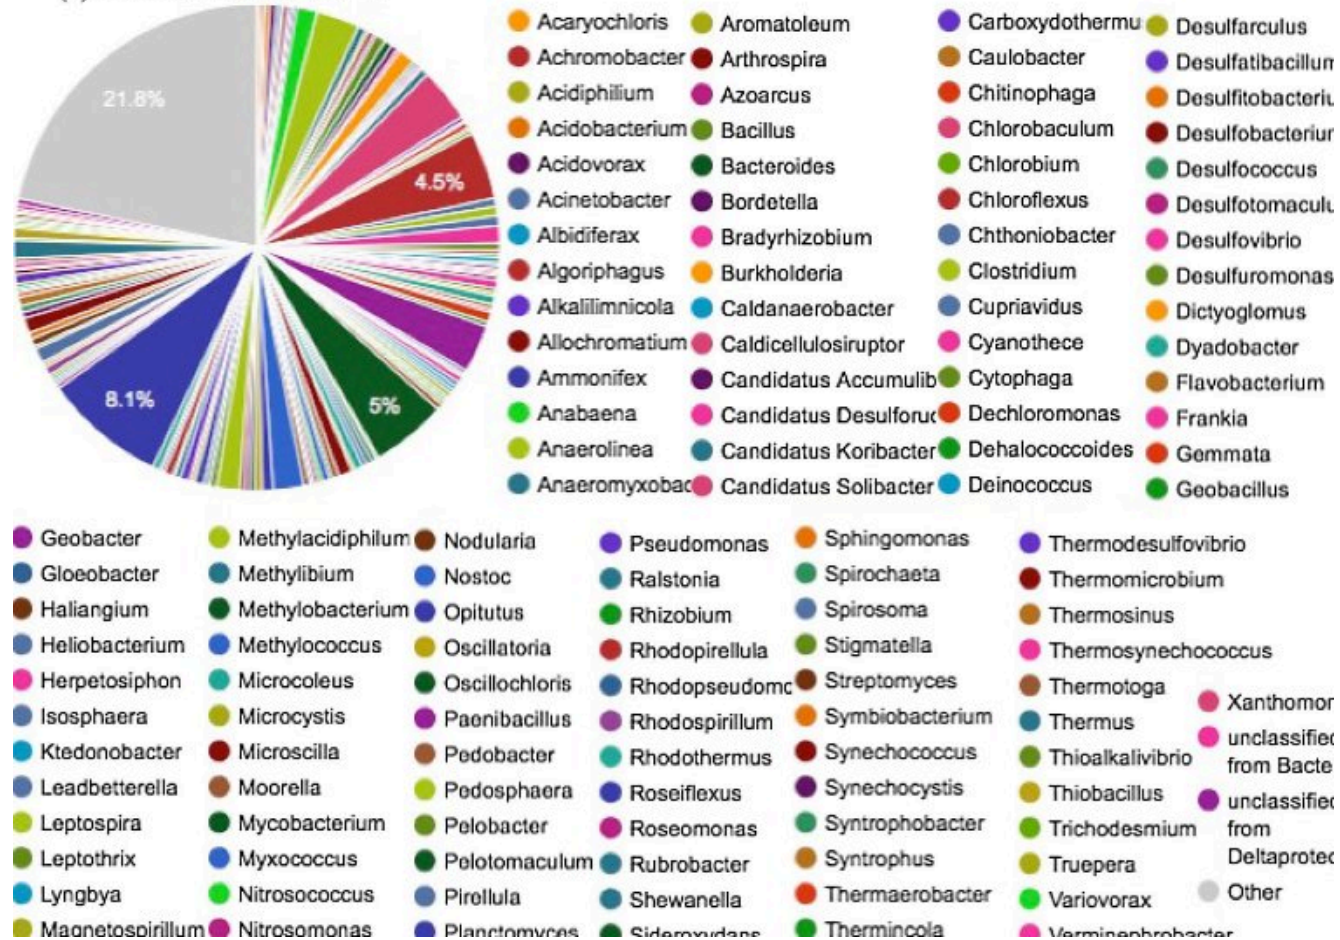 21.8%
4.5%
8.1%
5%
Acaryochloris
Achromobacter
Acidiphilium
Acidobacterium
Acidovorax
Acinetobacter
Albidiferax
Algoriphagus
Alkalilimnicola
Allochromatium
Ammonifex
Anabaena
Anaerolinea
Anaeromyxobac
Aromatoleum
Arthrospira
Azoarcus
Bacillus
Bacteroides
Bordetella
Bradyrhizobium
Burkholderia
Caldanaerobacter
Caldicellulosiruptor
Candidatus Accumulib
Candidatus Desulforuc
Candidatus Koribacter
Candidatus Solibacter
Carboxydothermu
Caulobacter
Chitinophaga
Chlorobaculum
Chlorobium
Chloroflexus
Chthoniobacter
Clostridium
Cupriavidus
Cyanothece
Cytophaga
Dechloromonas
Dehalococcoides
Deinococcus
Desulfarculus
Desulfatibacillum
Desulfitobacteriu
Desulfobacteriur
Desulfococcus
Desulfotomaculu
Desulfovibrio
Desulfuromonas
Dictyoglomus
Dyadobacter
Flavobacterium
Frankia
Gemmata
Geobacillus
Geobacter
Gloeobacter
Haliangium
Heliobacterium
Herpetosiphon
Isosphaera
Ktedonobacter
Leadbetterella
Leptospira
Leptothrix
Lyngbya
Magnetospirillum
Methylacidiphilum
Methylibium
Methylobacterium
Methylococcus
Microcoleus
Microcystis
Microscilla
Moorella
Mycobacterium
Myxococcus
Nitrosococcus
Nitrosomonas
Nodularia
Nostoc
Opitutus
Oscillatoria
Oscillochloris
Paenibacillus
Pedobacter
Pedosphaera
Pelobacter
Pelotomaculum
Pirellula
Planctomyces
Pseudomonas
Ralstonia
Rhizobium
Rhodopirellula
Rhodopseudomo
Rhodospirillum
Rhodothermus
Roseiflexus
Roseomonas
Rubrobacter
Shewanella
Sideroxydans
Sphingomonas
Spirochaeta
Spirosoma
Stigmatella
Streptomyces
Symbiobacterium
Synechococcus
Synechocystis
Syntrophobacter
Syntrophus
Thermaerobacter
Thermincola
Thermodesulfovibrio
Thermomicrobium
Thermosinus
Thermosynechococcus
Thermotoga
Thermus
Thioalkalivibrio
Thiobacillus
Trichodesmium
Truepera
Variovorax
Verminephrobacter
Xanthomor
unclassified
from Bacte
unclassified
from
Deltaproteo
Other